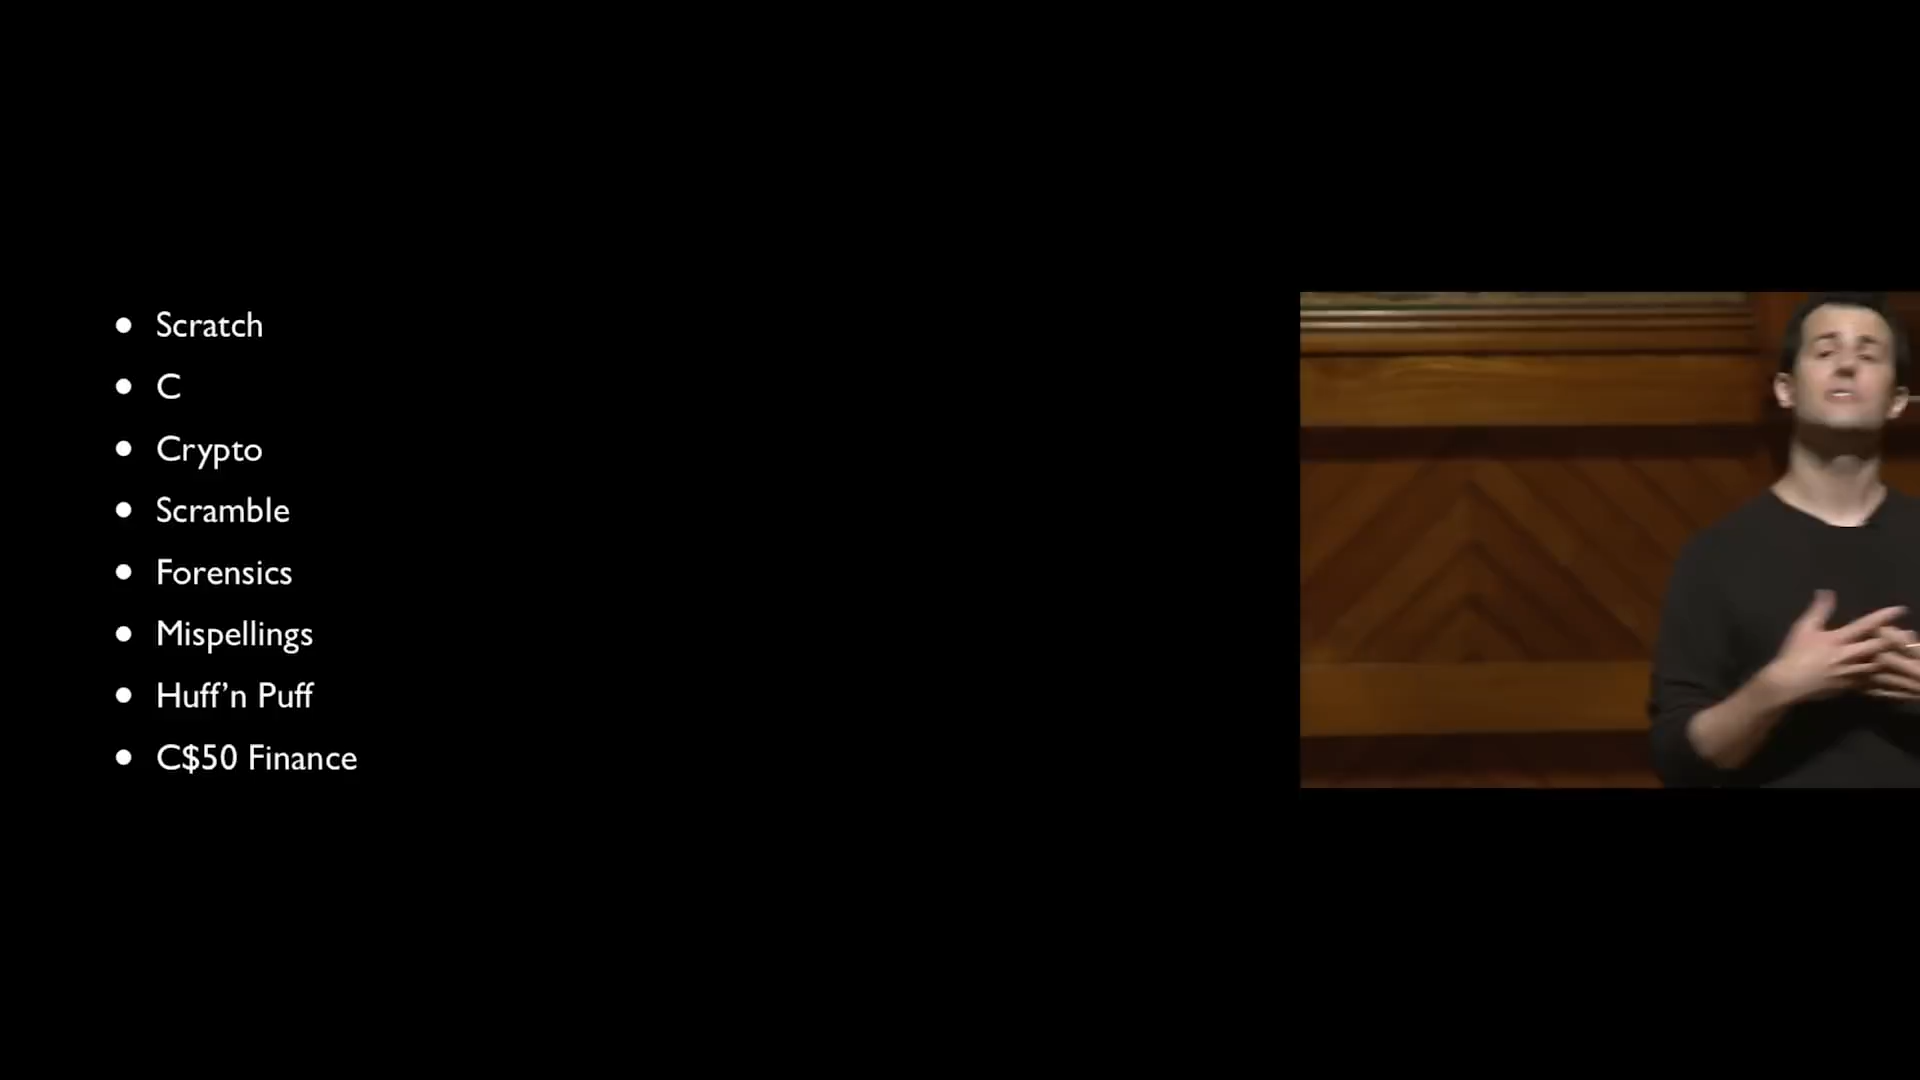 • Scratch
• C
• Crypto
• Scramble
• Forensics
• Mispellings
• Huff’n Puff
• C$50 Finance